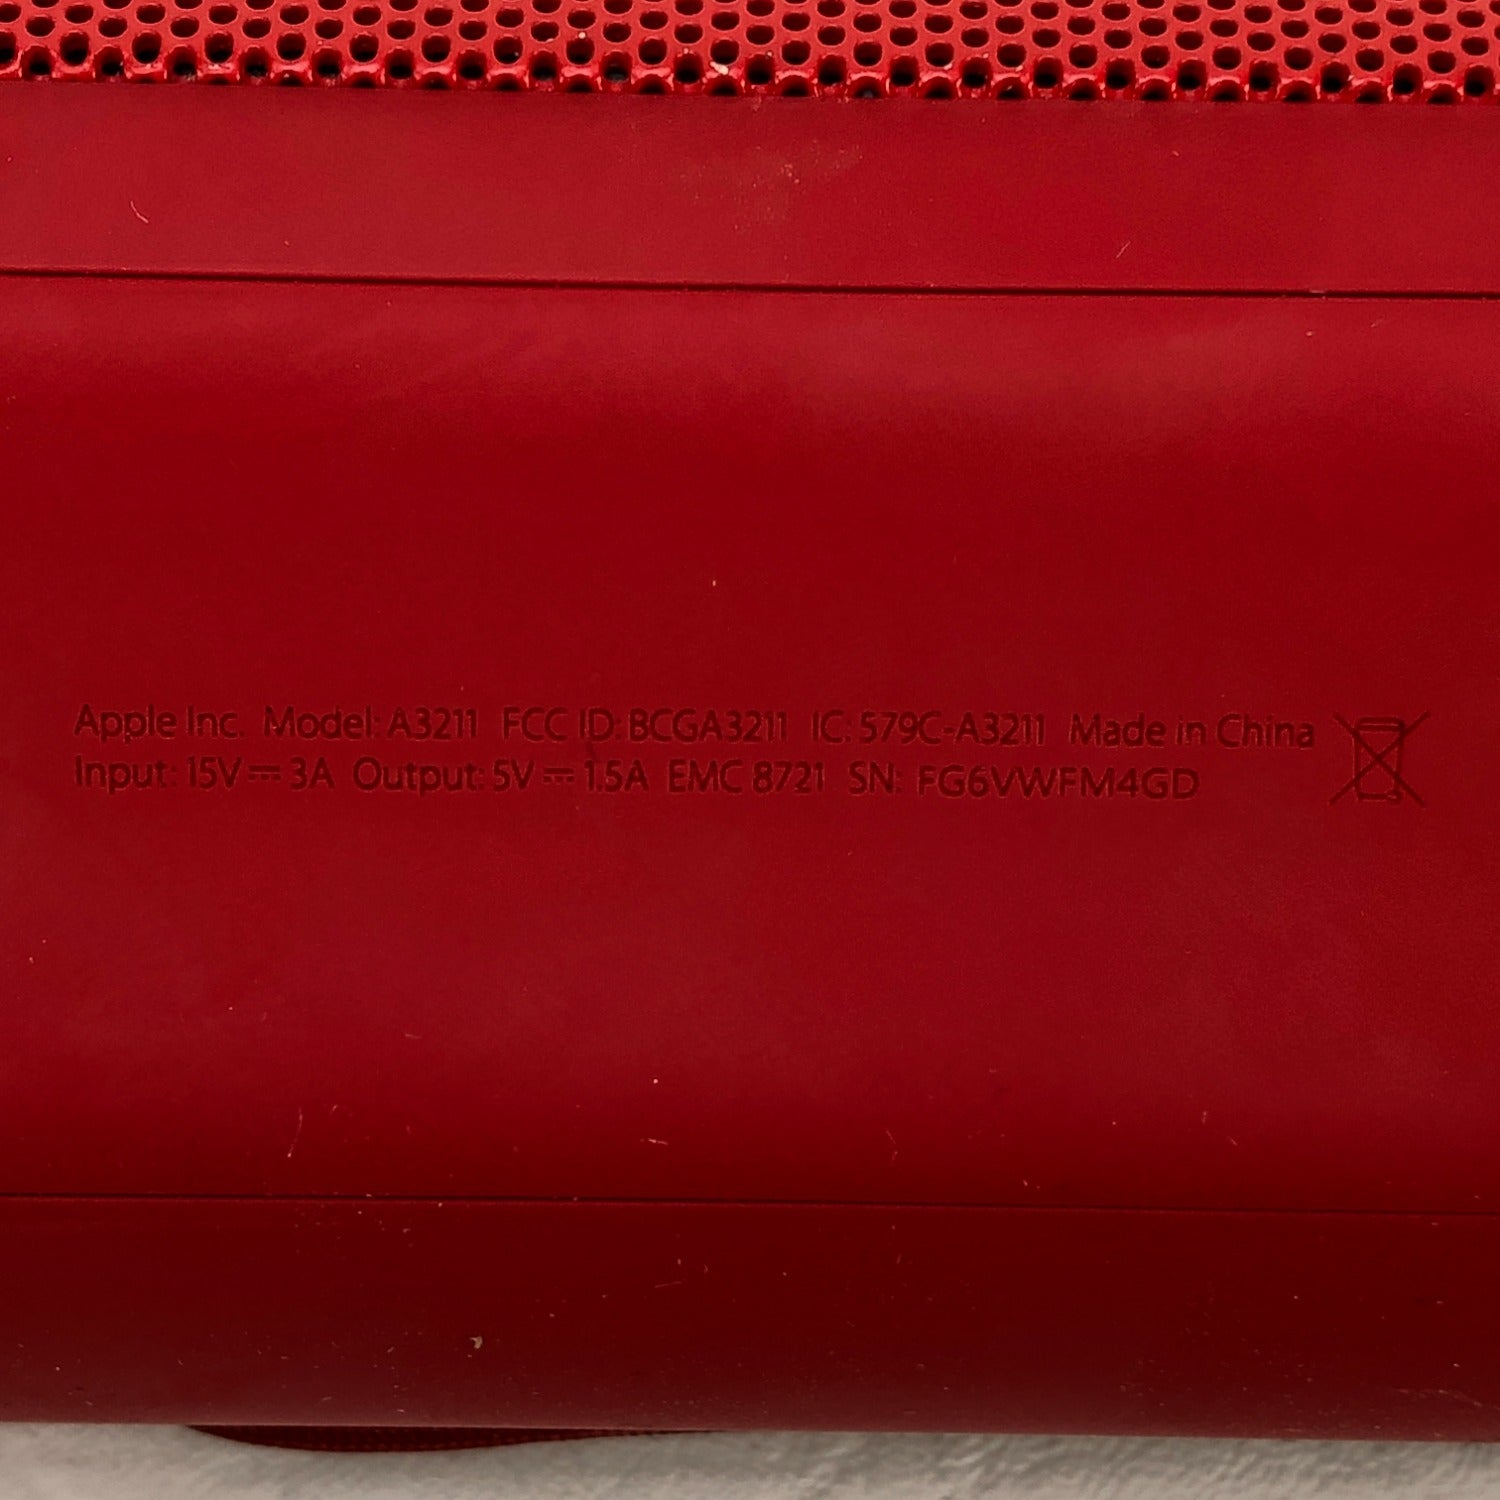 Apple Inc. Model: A3211 FCC ID: BCGA3211 IC: 579C-A3211 Made in China
Input: 15V⎓3A Output: 5V⎓1.5A EMC 8721 SN: FG6VWFM4GD